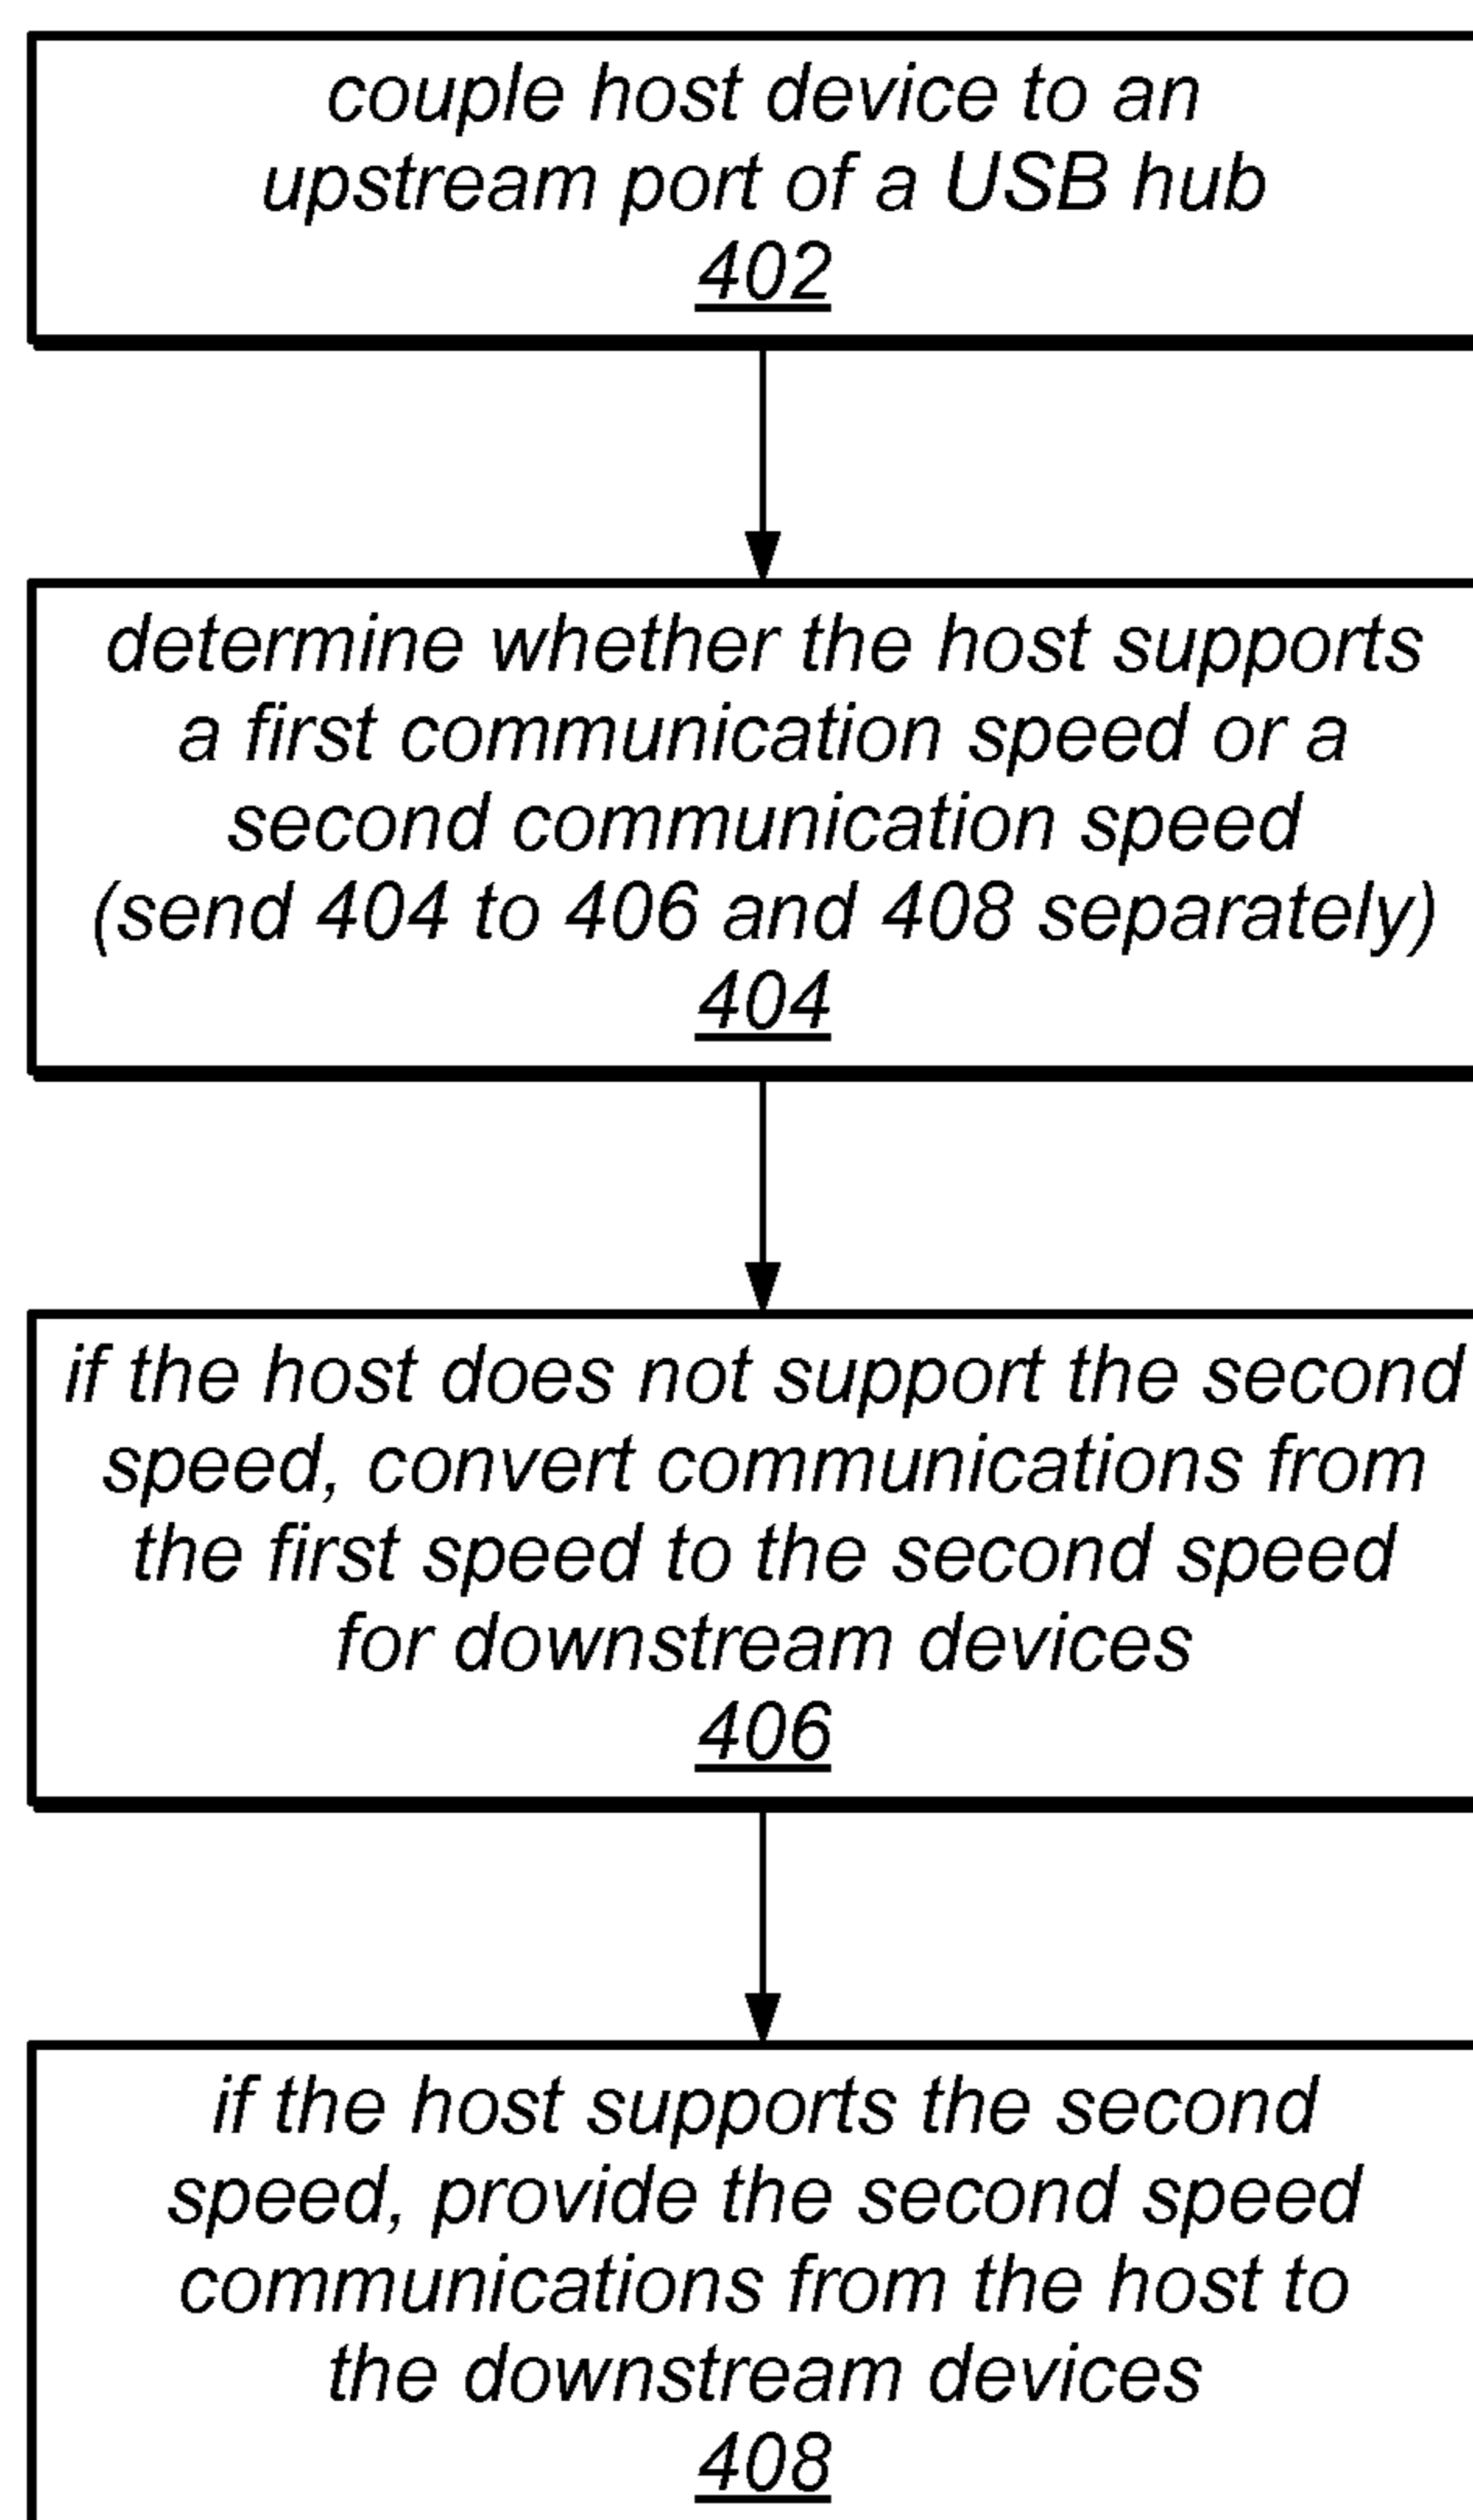 couple host device to an
upstream port of a USB hub
402
determine whether the host supports
a first communication speed or a
second communication speed
(send 404 to 406 and 408 separately)
404
if the host does not support the second
speed, convert communications from
the first speed to the second speed
for downstream devices
406
if the host supports the second
speed, provide the second speed
communications from the host to
the downstream devices
408